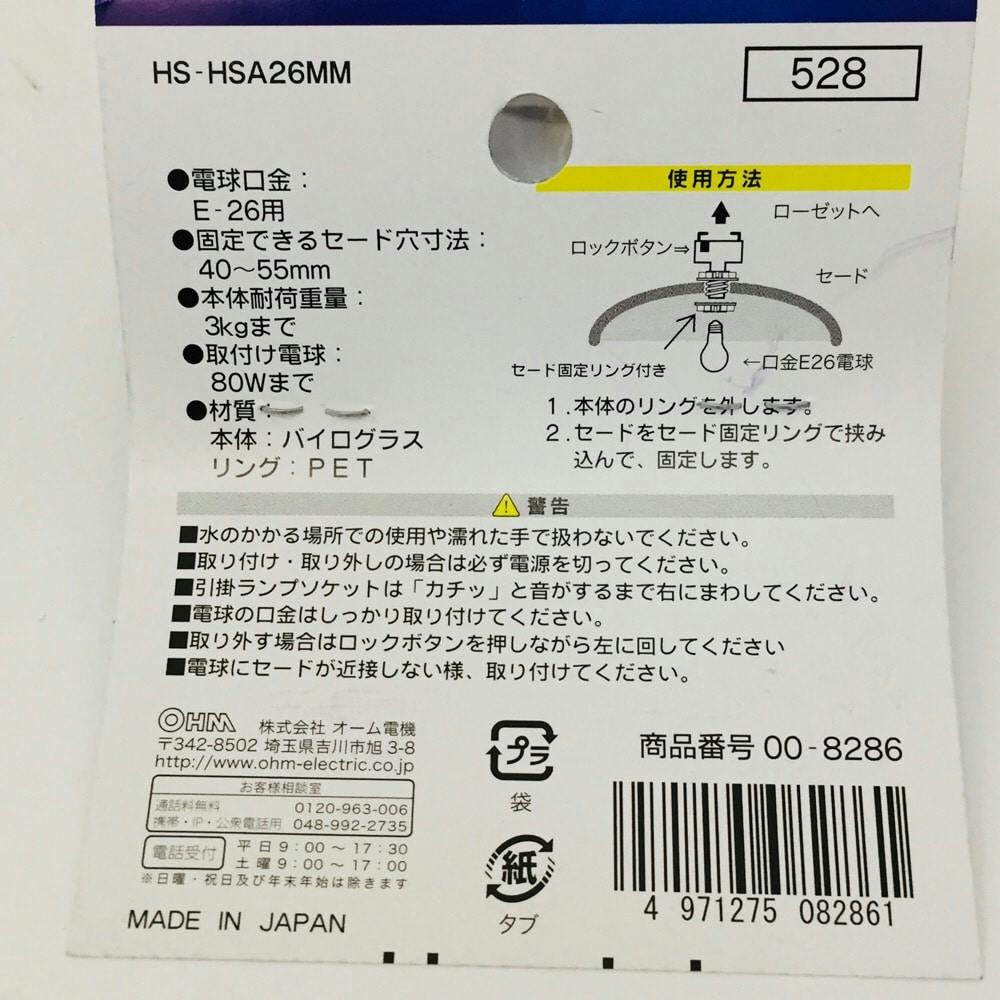 HS-HSA26MM
528
●電球口金：
E-26用
●固定できるセード穴寸法：
40～55mm
●本体耐荷重量：
3kgまで
●取付け電球：
80Wまで
●材質：
本体：バイログラス
リング：PET
使用方法
ローゼットへ
ロックボタン⇒
セード
セード固定リング付き
←口金E26電球
1.本体のリングを外します。
2.セードをセード固定リングで挟み
込んで、固定します。
警告
■水のかかる場所での使用や濡れた手で扱わないでください。
■取り付け・取り外しの場合は必ず電源を切ってください。
■引掛ランプソケットは「カチッ」と音がするまで右にまわしてください。
■電球の口金はしっかり取り付けてください。
■取り外す場合はロックボタンを押しながら左に回してください
■電球にセードが近接しない様、取り付けてください。
OHM 株式会社 オーム電機
〒342-8502 埼玉県吉川市旭 3-8
http://www.ohm-electric.co.jp
お客様相談室
通話料無料 0120-963-006
携帯・IP・公衆電話用 048-992-2735
電話受付
平日 9：00～17：30
土曜 9：00～17：00
※日曜・祝日及び年末年始は除きます
MADE IN JAPAN
プラ
袋
紙
タブ
商品番号 00-8286
4 971275 082861